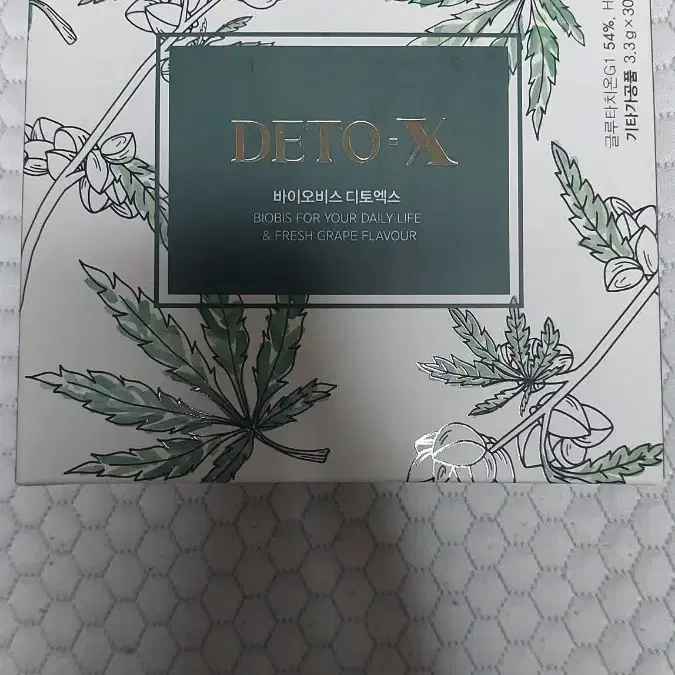 DETO-X
바이오비스 디토엑스
BIOBIS FOR YOUR DAILY LIFE
& FRESH GRAPE FLAVOUR
글루타치온G1 54%, H
기타가공품 3.3g×30